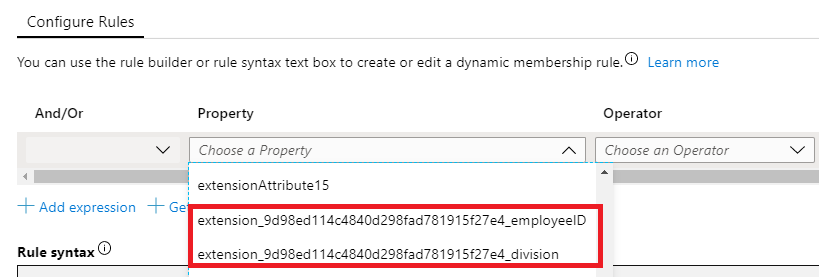 Configure Rules
You can use the rule builder or rule syntax text box to create or edit a dynamic membership rule. Learn more
And/Or Property Operator
Choose a Property Choose an Operator
extensionAttribute15
+ Add expression + Ge
extension_9d98ed114c4840d298fad781915f27e4_employeeID
extension_9d98ed114c4840d298fad781915f27e4_division
Rule syntax